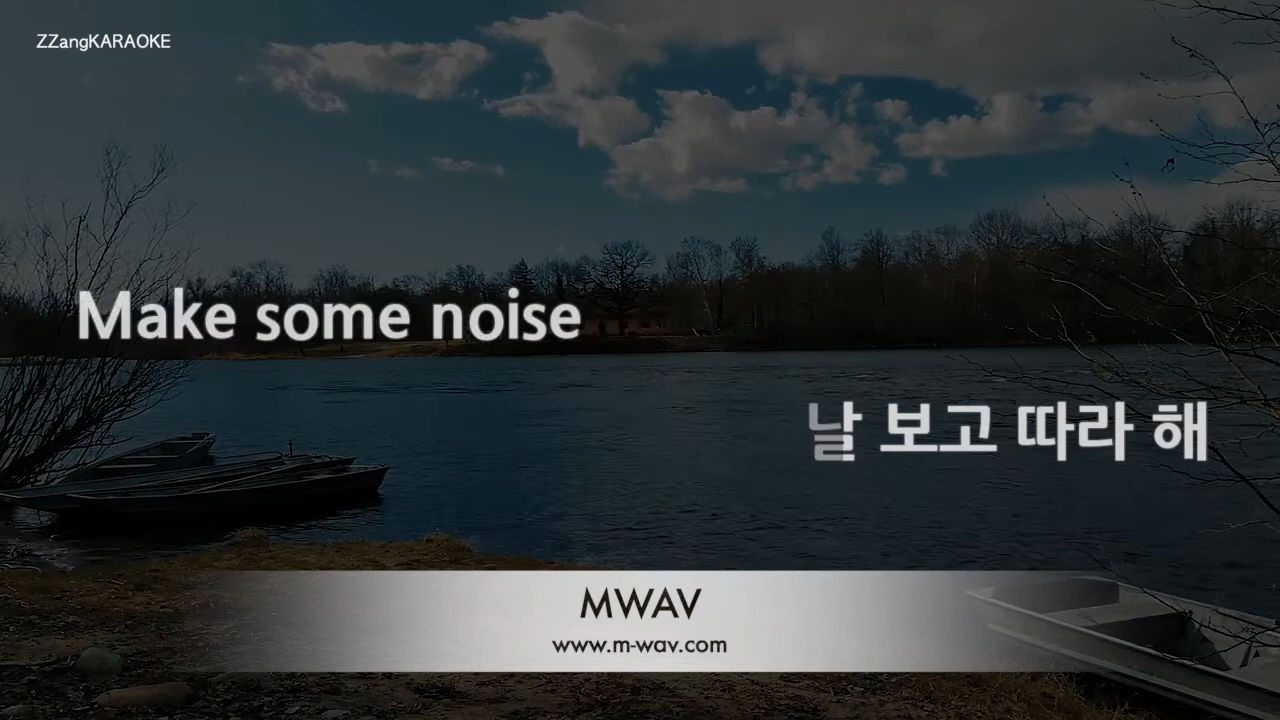 ZZangKARAOKE
Make some noise
날 보고 따라 해
MWAV
www.m-wav.com